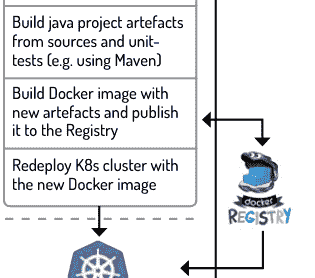 Build java project artefacts
from sources and unit-
tests (e.g. using Maven)
Build Docker image with
new artefacts and publish
it to the Registry
Redeploy K8s cluster with
the new Docker image
docker
REGISTRY